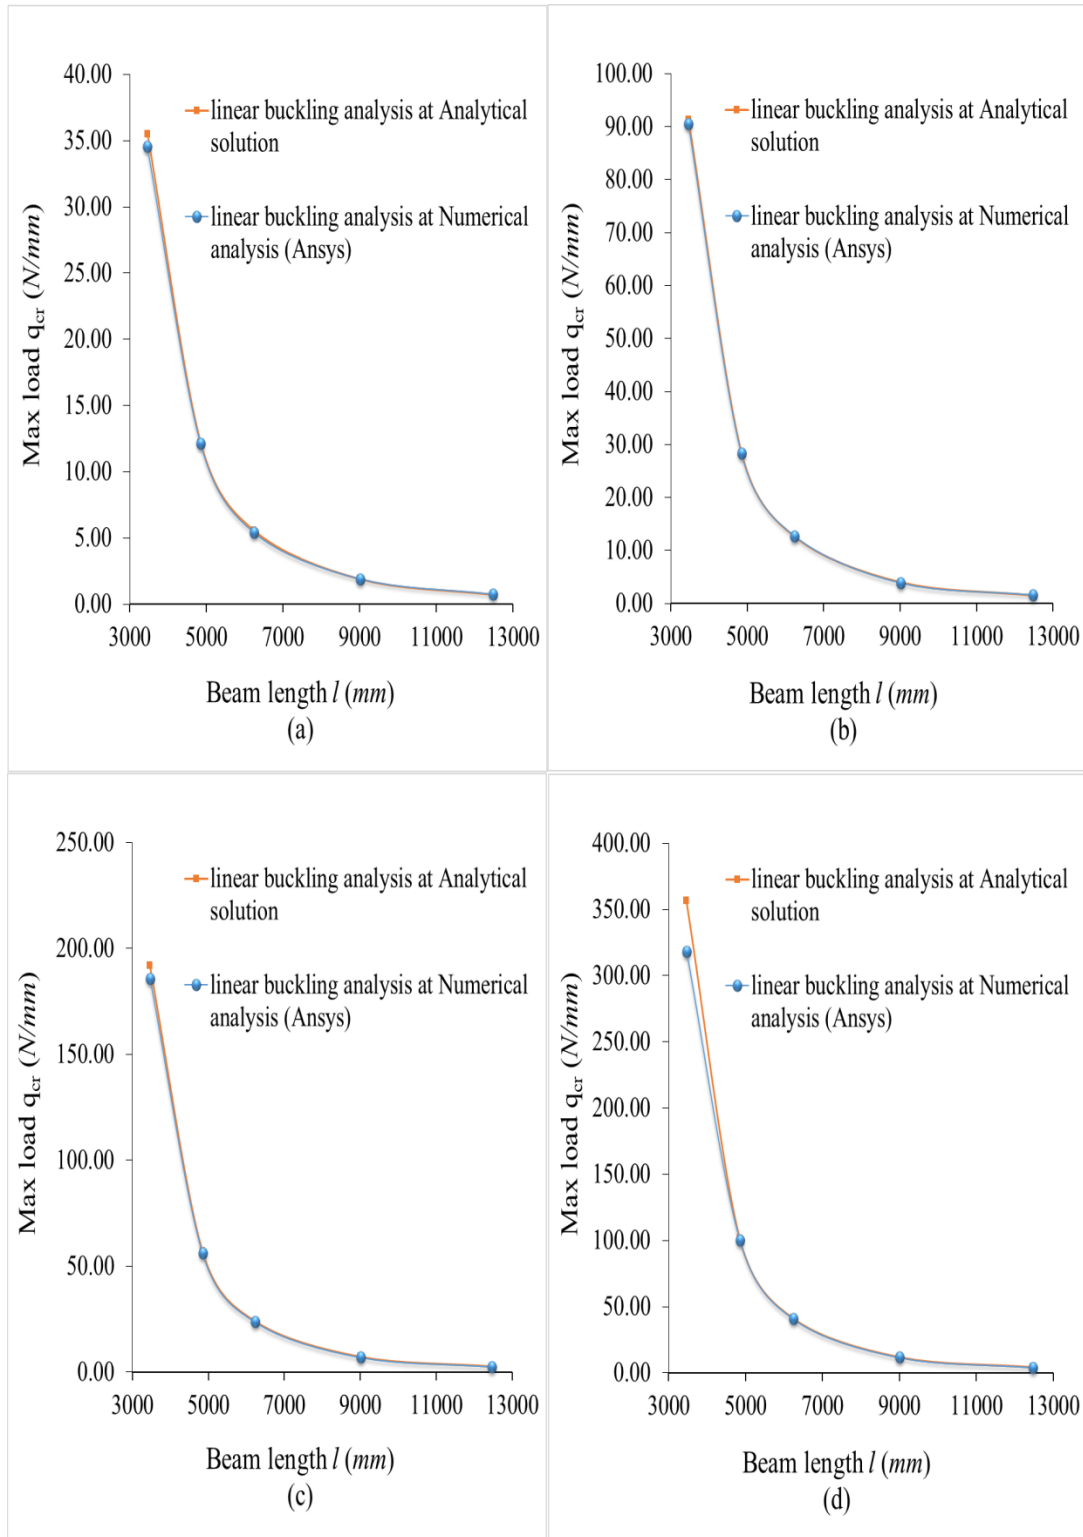 40.00
35.00
30.00
25.00
20.00
15.00
10.00
5.00
0.00
Max load qcr (N/mm)
linear buckling analysis at Analytical
solution
linear buckling analysis at Numerical
analysis (Ansys)
3000 5000 7000 9000 11000 13000
Beam length l (mm)
(a)
100.00
90.00
80.00
70.00
60.00
50.00
40.00
30.00
20.00
10.00
0.00
Max load qcr (N/mm)
linear buckling analysis at Analytical
solution
linear buckling analysis at Numerical
analysis (Ansys)
3000 5000 7000 9000 11000 13000
Beam length l (mm)
(b)
250.00
200.00
150.00
100.00
50.00
0.00
Max load qcr (N/mm)
linear buckling analysis at Analytical
solution
linear buckling analysis at Numerical
analysis (Ansys)
3000 5000 7000 9000 11000 13000
Beam length l (mm)
(c)
400.00
350.00
300.00
250.00
200.00
150.00
100.00
50.00
0.00
Max load qcr (N/mm)
linear buckling analysis at Analytical
solution
linear buckling analysis at Numerical
analysis (Ansys)
3000 5000 7000 9000 11000 13000
Beam length l (mm)
(d)